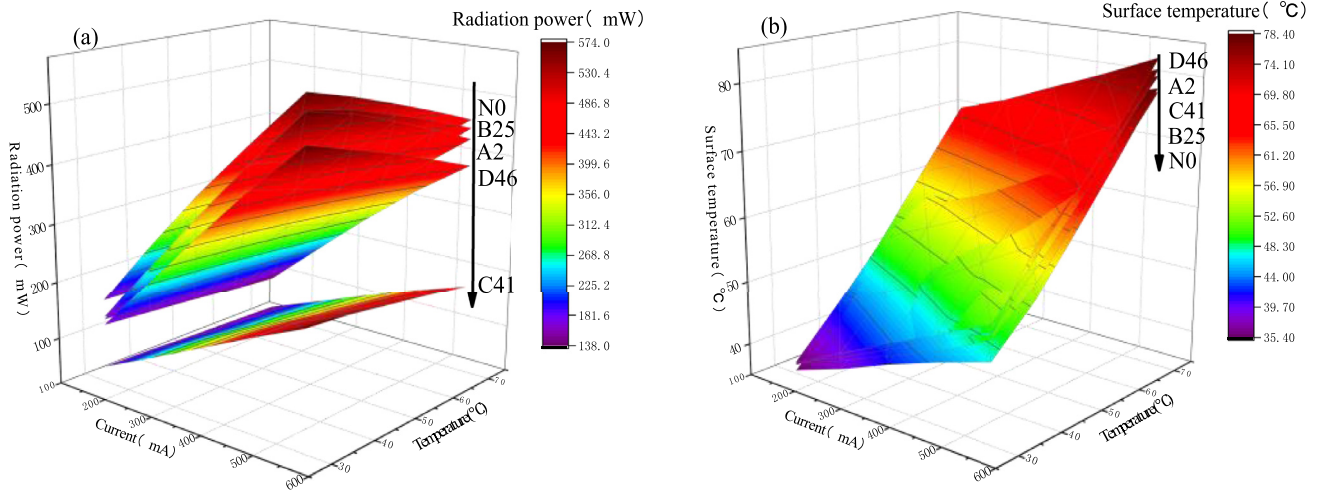 (a)
Radiation power( mW)
574.0
530.4
486.8
443.2
399.6
356.0
312.4
268.8
225.2
181.6
138.0
N0
B25
A2
D46
C41
Radiation power( mW)
500
400
300
200
100
100
200
300
400
500
600
Current( mA)
30
40
50
60
70
Temperature(℃)
(b)
Surface temperature( ℃)
78.40
74.10
69.80
65.50
61.20
56.90
52.60
48.30
44.00
39.70
35.40
D46
A2
C41
B25
N0
Surface temperature( ℃)
80
70
60
50
40
100
200
300
400
500
600
Current( mA)
30
40
50
60
70
Temperature(℃)